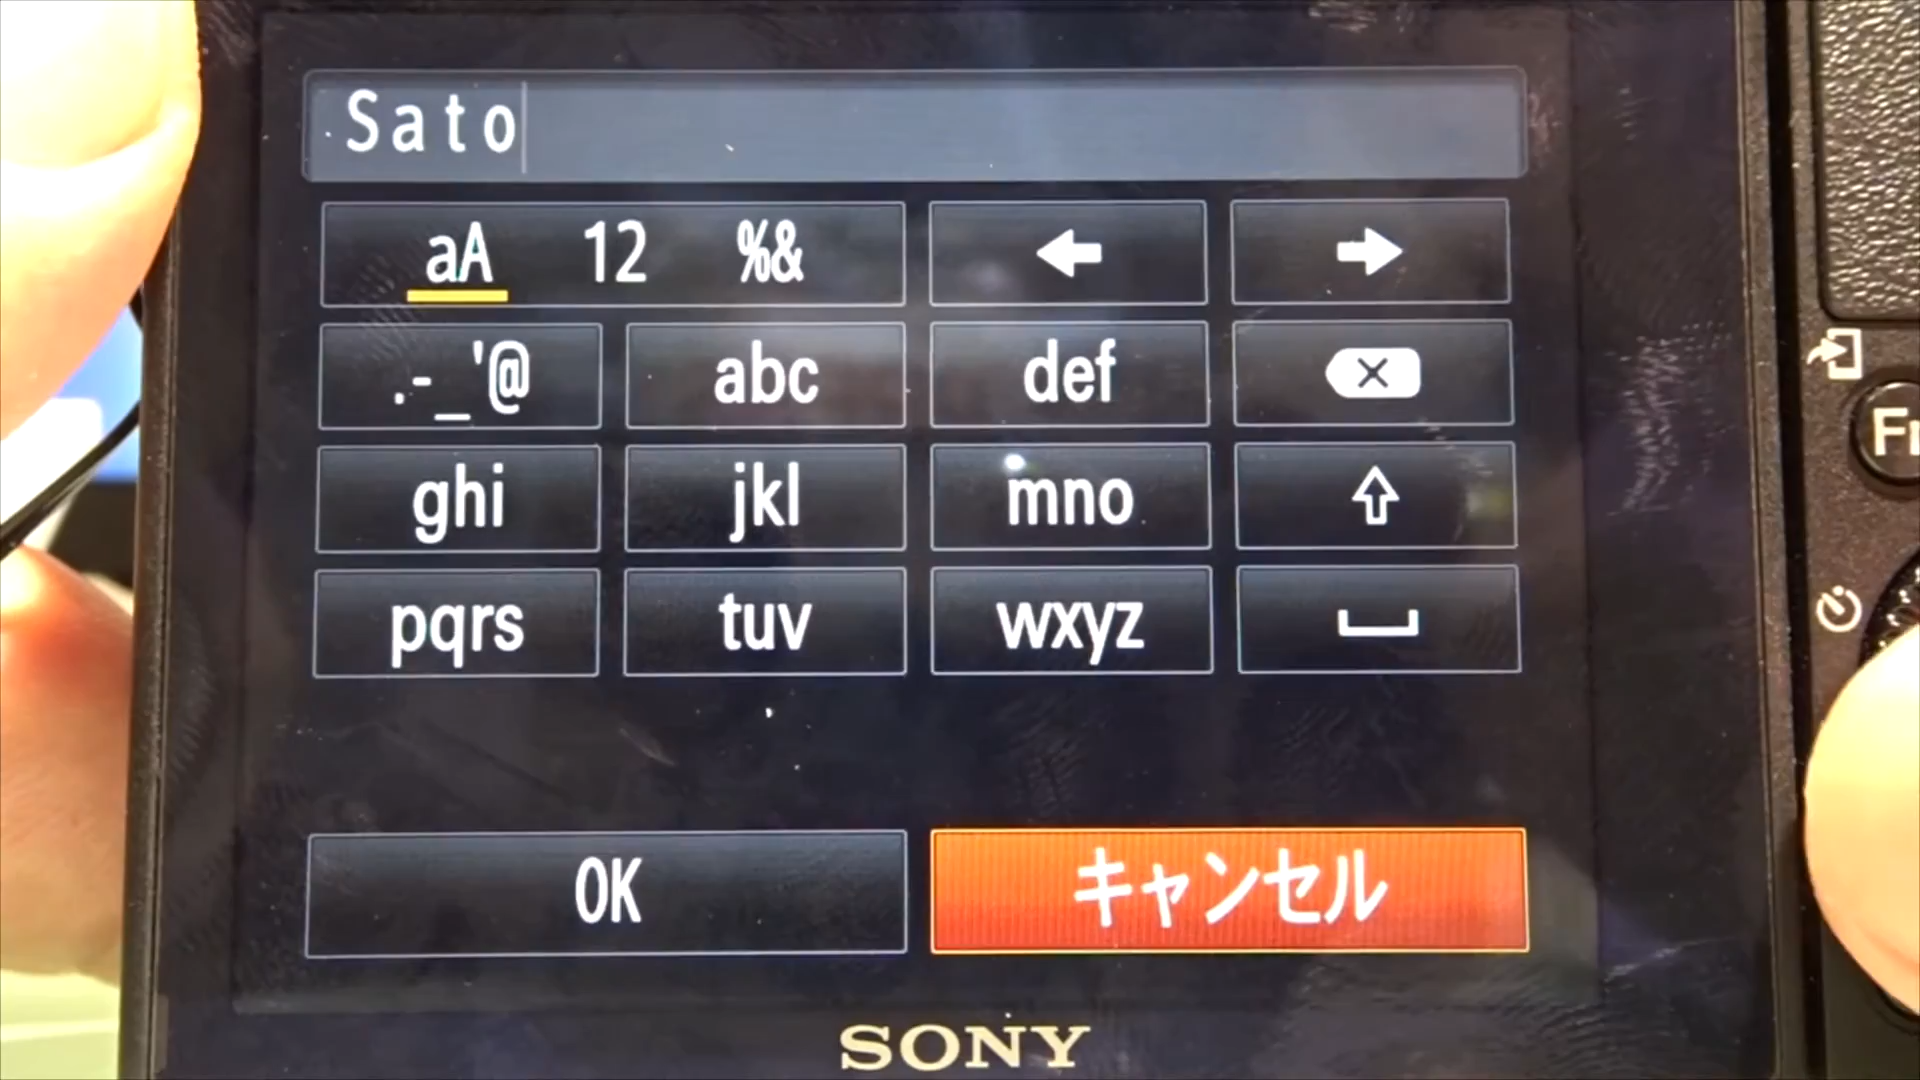 Sato
aA 12 %&
.-_'@ abc def
ghi jkl mno
pqrs tuv wxyz
OK キャンセル
SONY